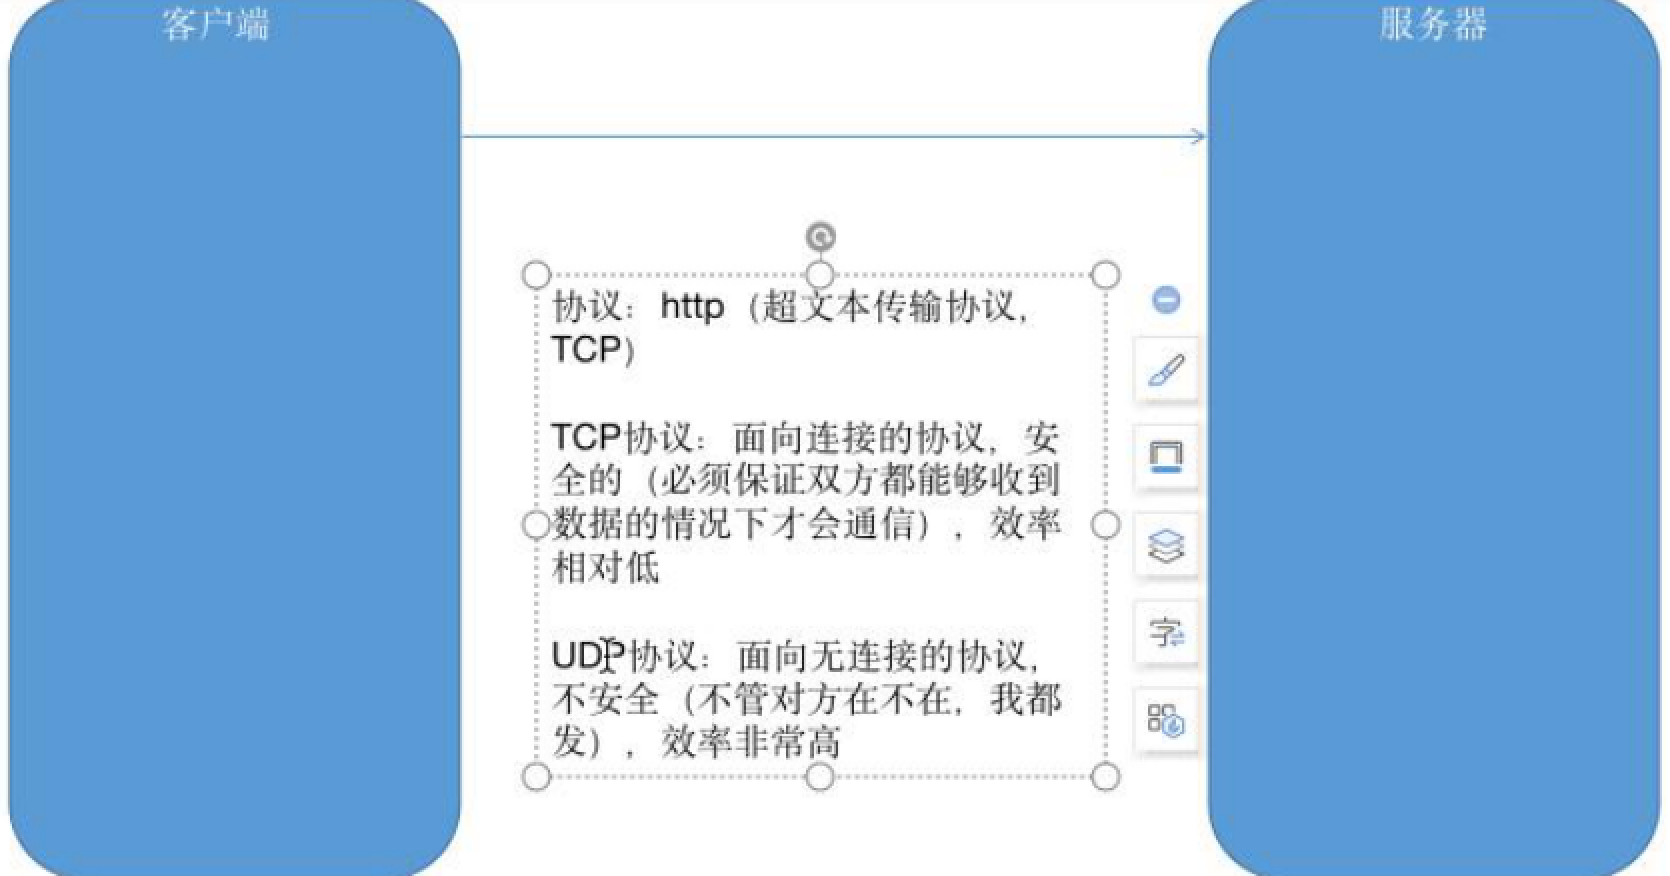 客户端
服务器
协议：http（超文本传输协议，
TCP）
TCP协议：面向连接的协议，安
全的（必须保证双方都能够收到
数据的情况下才会通信），效率
相对低
UDP协议：面向无连接的协议，
不安全（不管对方在不在，我都
发），效率非常高
字